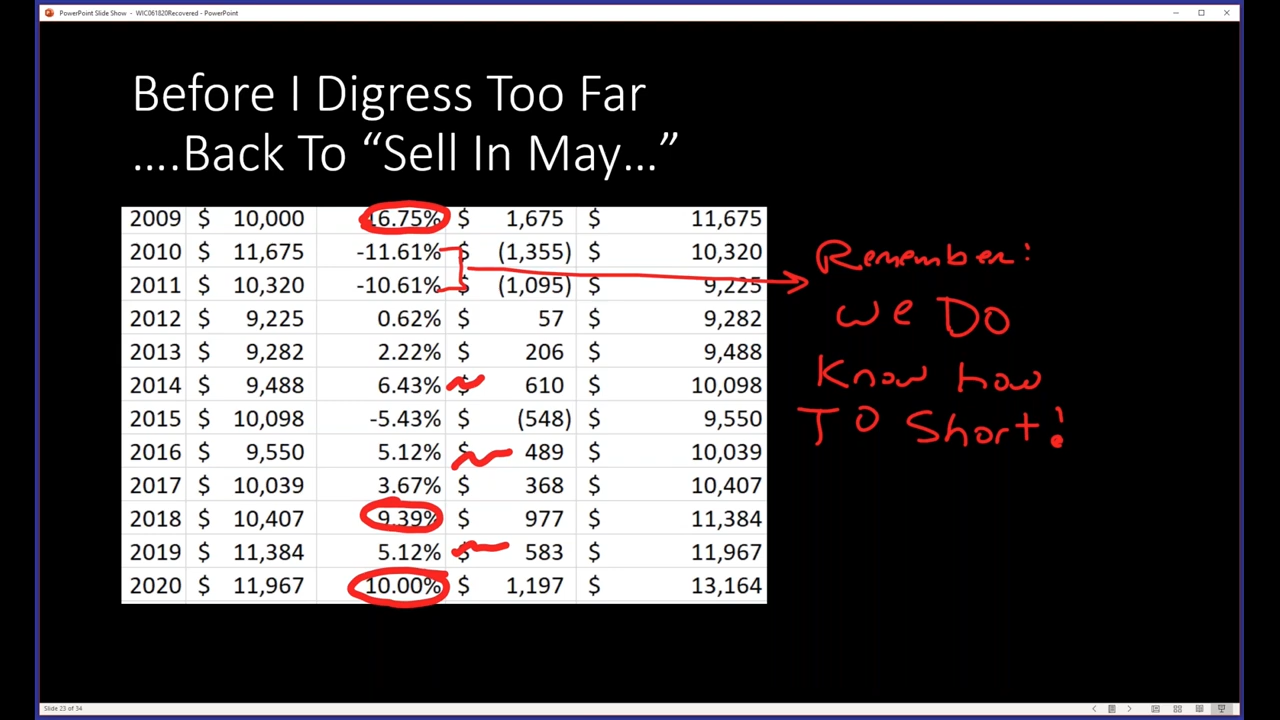 PowerPoint Slide Show - WIC061820Recovered - PowerPoint
Before I Digress Too Far
....Back To “Sell In May...”
2009 $ 10,000 16.75% $ 1,675 $ 11,675
2010 $ 11,675 -11.61% $ (1,355) $ 10,320
2011 $ 10,320 -10.61% $ (1,095) $ 9,225
2012 $ 9,225 0.62% $ 57 $ 9,282
2013 $ 9,282 2.22% $ 206 $ 9,488
2014 $ 9,488 6.43% $ 610 $ 10,098
2015 $ 10,098 -5.43% $ (548) $ 9,550
2016 $ 9,550 5.12% $ 489 $ 10,039
2017 $ 10,039 3.67% $ 368 $ 10,407
2018 $ 10,407 9.39% $ 977 $ 11,384
2019 $ 11,384 5.12% $ 583 $ 11,967
2020 $ 11,967 10.00% $ 1,197 $ 13,164
Remember:
We Do
Know how
To Short!
Slide 23 of 34